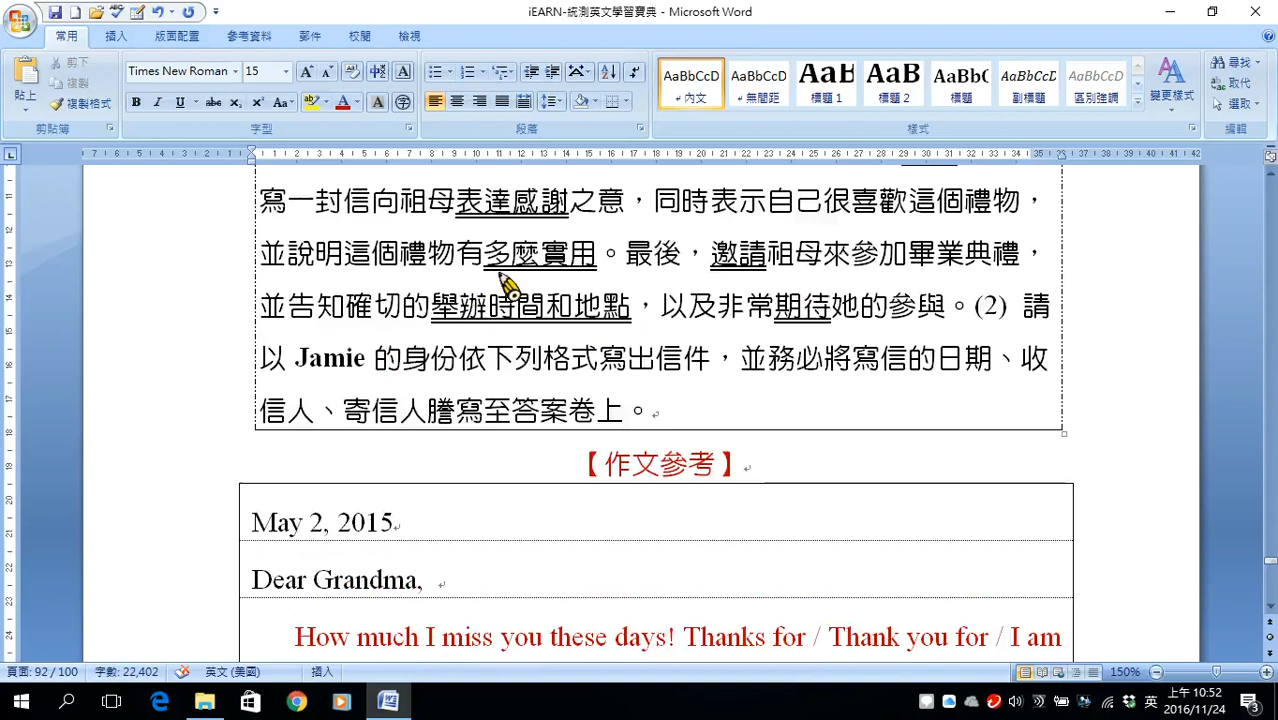 iEARN-統測英文學習寶典 - Microsoft Word
常用 插入 版面配置 參考資料 郵件 校閱 檢視
貼上 剪下 複製 複製格式 剪貼簿
Times New Roman 15 字型
段落
AaBbCcD 內文 AaBbCcD 無間距 AaB 標題 1 AaB 標題 2 AaBbC 標題 AaBbCcD 副標題 AaBbCcD 區別強調 變更樣式 樣式
尋找 取代 選取 編輯
寫一封信向祖母表達感謝之意，同時表示自己很喜歡這個禮物，
並說明這個禮物有多麼實用。最後，邀請祖母來參加畢業典禮，
並告知確切的舉辦時間和地點，以及非常期待她的參與。(2) 請
以 Jamie 的身份依下列格式寫出信件，並務必將寫信的日期、收
信人、寄信人謄寫至答案卷上。
【作文參考】
May 2, 2015
Dear Grandma,
How much I miss you these days! Thanks for / Thank you for / I am
頁面: 92 / 100 字數: 22,402 英文 (美國) 插入 150%
英 上午 10:52
2016/11/24